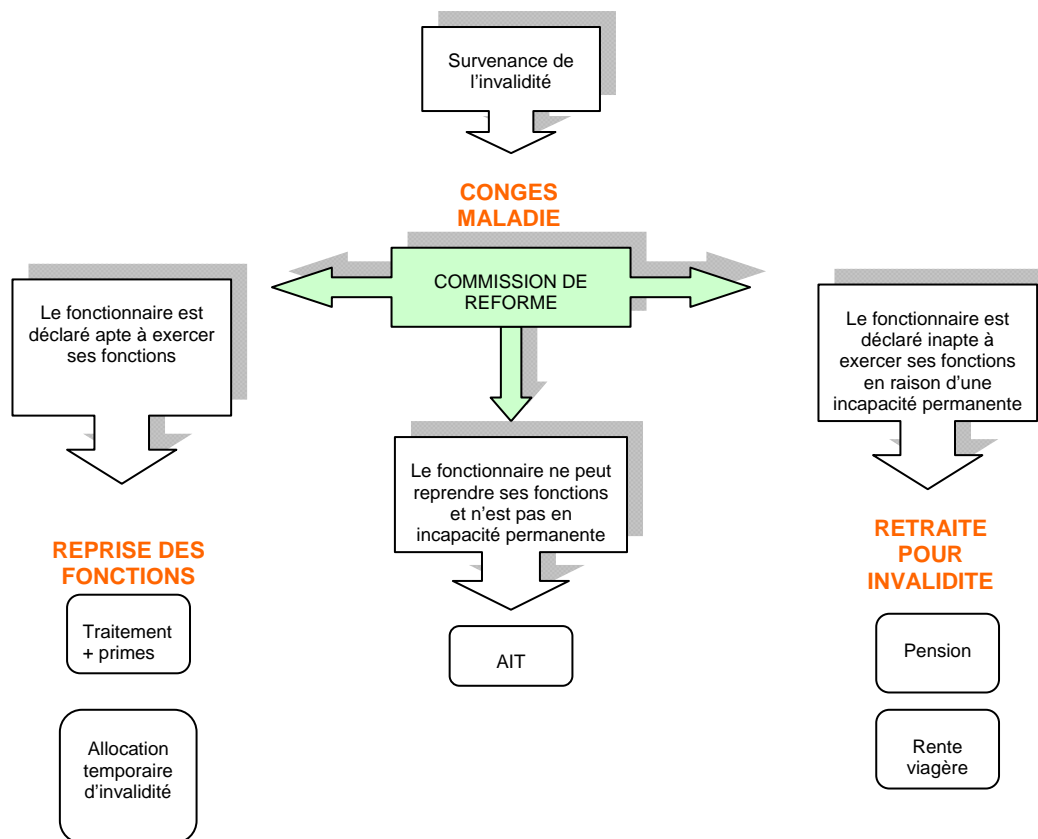 Survenance de
l'invalidité
CONGES
MALADIE
COMMISSION DE
REFORME
Le fonctionnaire est
déclaré apte à exercer
ses fonctions
Le fonctionnaire ne peut
reprendre ses fonctions
et n'est pas en
incapacité permanente
Le fonctionnaire est
déclaré inapte à
exercer ses fonctions
en raison d'une
incapacité permanente
REPRISE DES
FONCTIONS
Traitement
+ primes
Allocation
temporaire
d'invalidité
AIT
RETRAITE
POUR
INVALIDITE
Pension
Rente
viagère